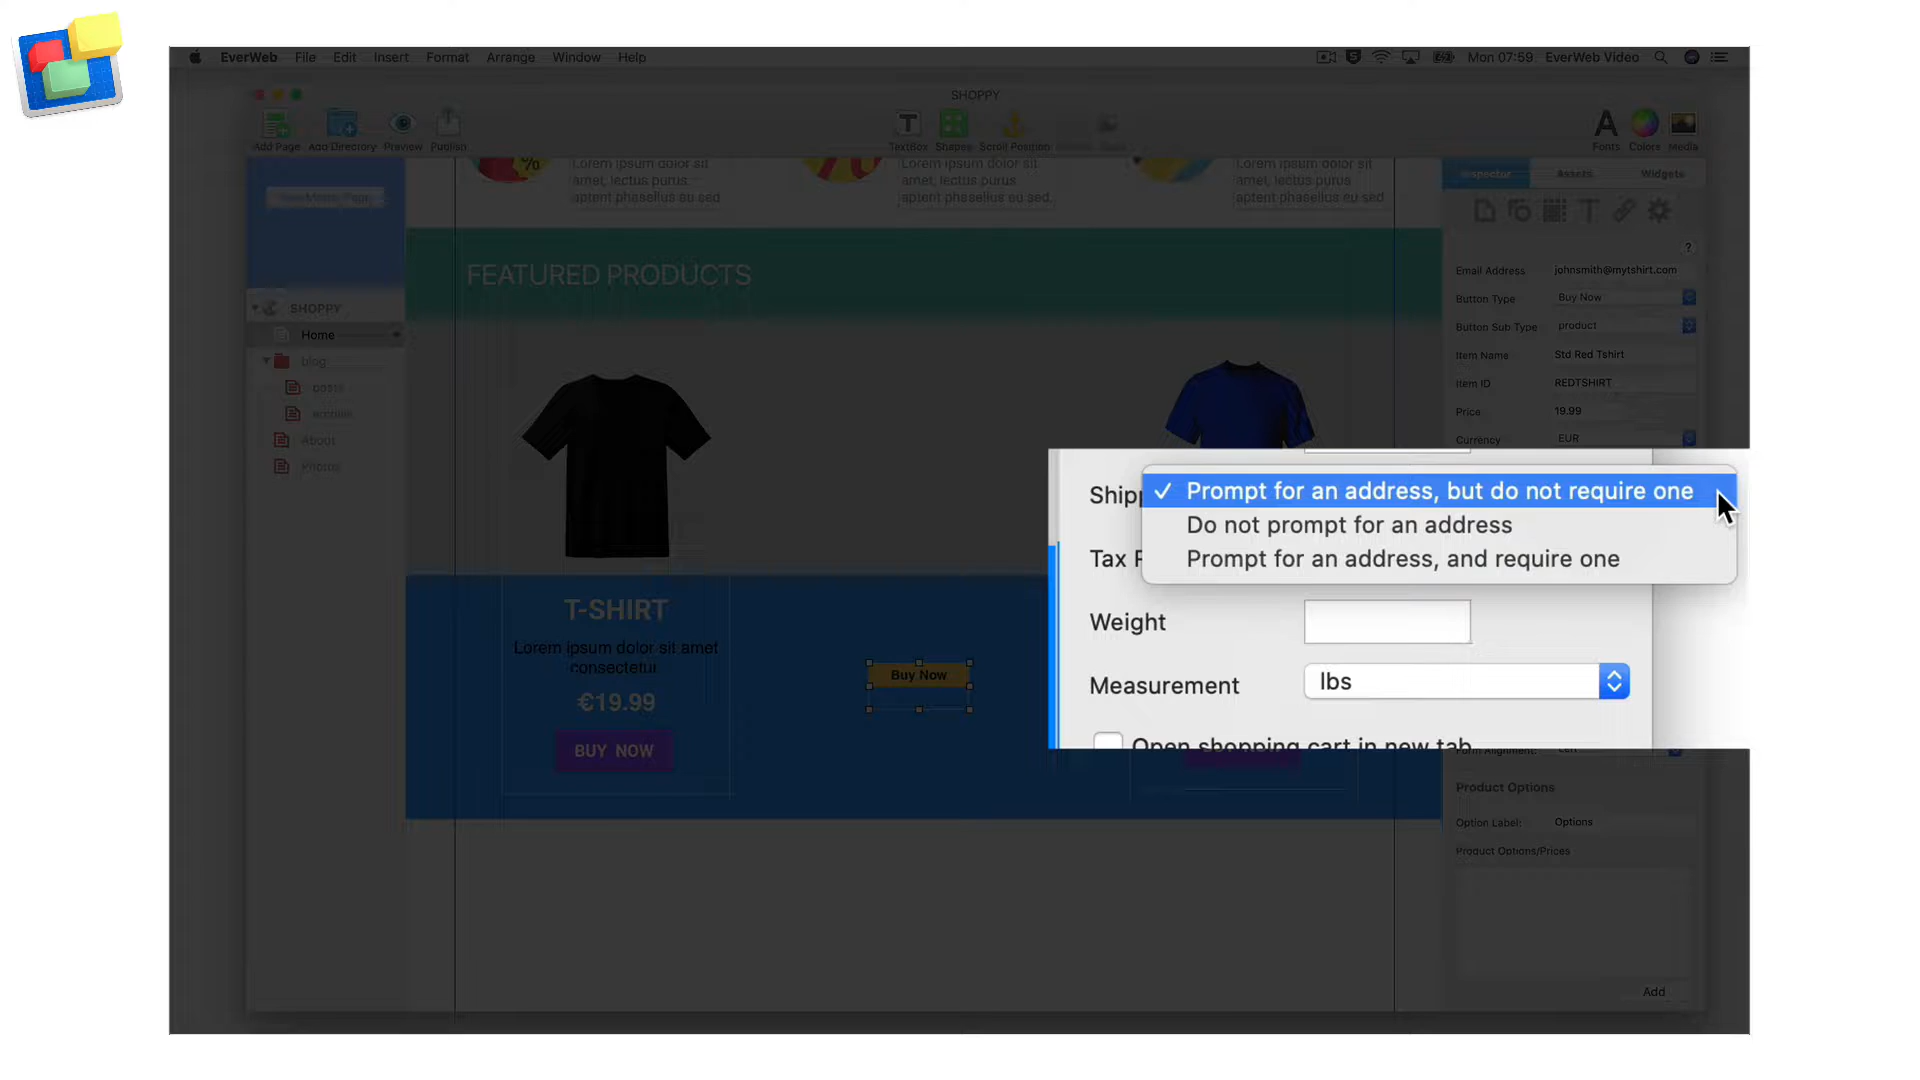 EverWeb File Edit Insert Format Arrange Window Help
Mon 07:59 EverWeb Video
SHOPPY
Add Page Add Directory Preview Publish
TextBox Shapes Scroll Position
Fonts Colors Media
Inspector Assets Widgets
Lorem ipsum dolor sit
amet, lectus purus
aptent phasellus eu sed
Lorem ipsum dolor sit
amet, lectus purus
aptent phasellus eu sed.
Lorem ipsum dolor sit
amet, lectus purus
aptent phasellus eu sed
SHOPPY
Home
blog
posts
About
Photos
FEATURED PRODUCTS
?
Email Address johnsmith@mytshirt.com
Button Type Buy Now
Button Sub Type product
Item Name Std Red Tshirt
Item ID REDTSHIRT
Price 19.99
Currency EUR
Prompt for an address, but do not require one
Do not prompt for an address
Prompt for an address, and require one
Weight
Measurement lbs
Open shopping cart in new tab
T-SHIRT
Lorem ipsum dolor sit amet
consectetur
€19.99
BUY NOW
Buy Now
Form Alignment: Left
Product Options
Option Label: Options
Product Options/Prices
Add